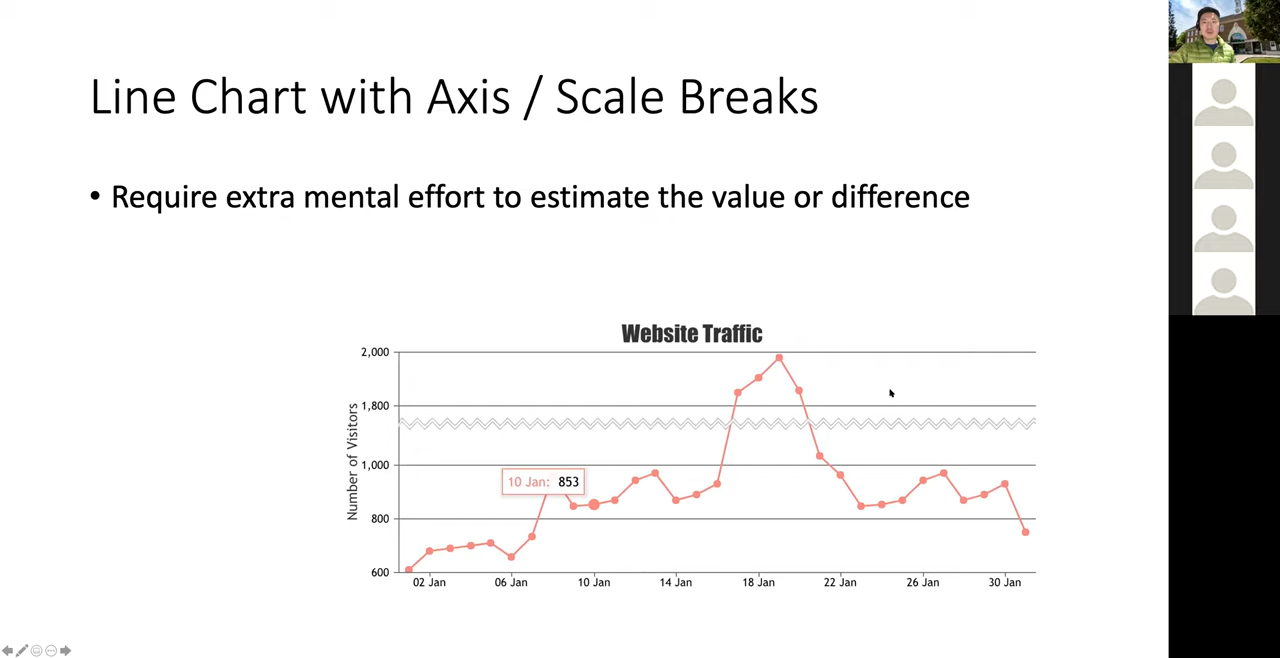 Line Chart with Axis / Scale Breaks
• Require extra mental effort to estimate the value or difference
Website Traffic
Number of Visitors
2,000
1,800
1,000
800
600
10 Jan: 853
02 Jan 06 Jan 10 Jan 14 Jan 18 Jan 22 Jan 26 Jan 30 Jan